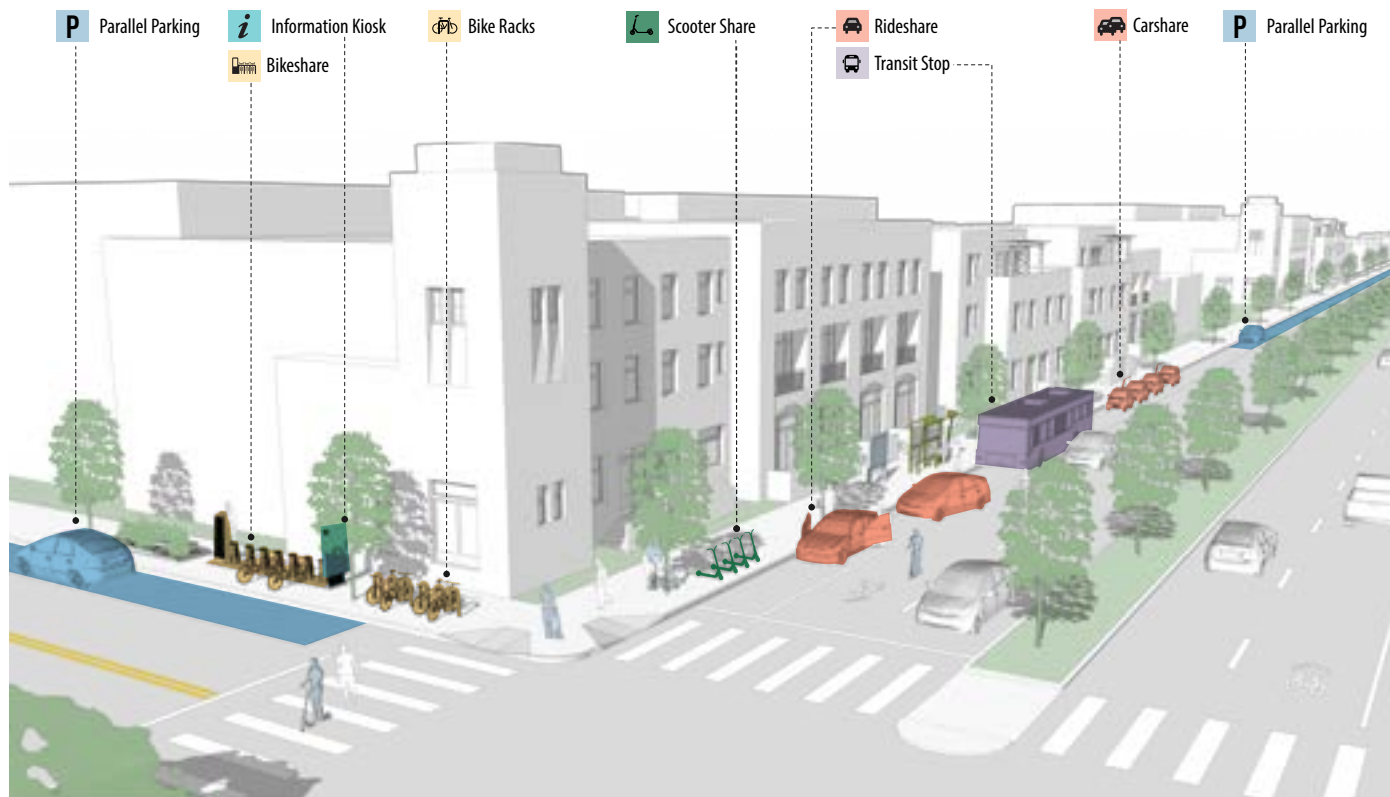 P Parallel Parking
i Information Kiosk
Bike Racks
Scooter Share
Rideshare
Carshare
P Parallel Parking
Bikeshare
Transit Stop